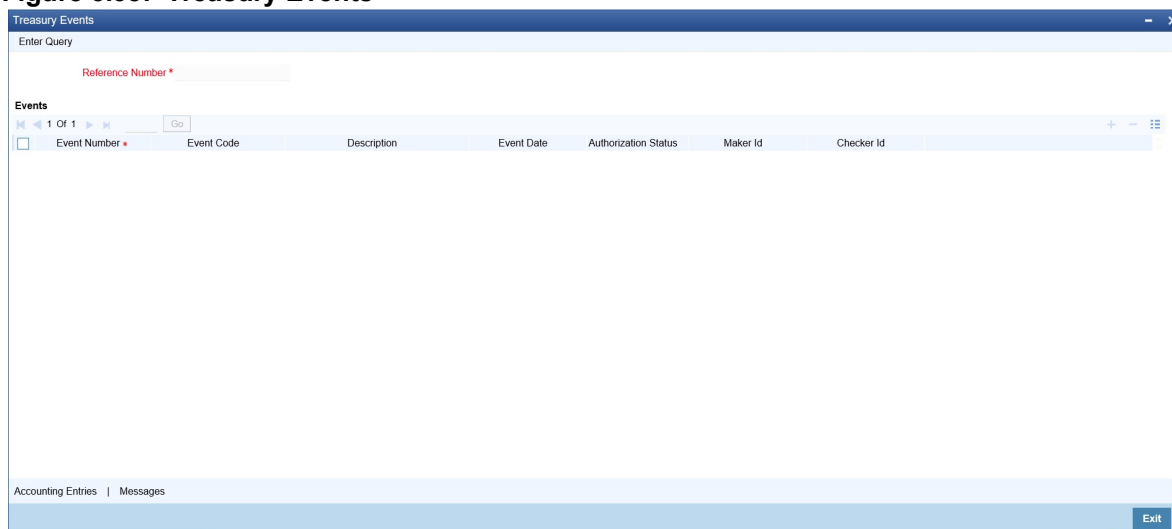 Treasury Events
Enter Query
Reference Number *
Events
1 Of 1 Go
Event Number * Event Code Description Event Date Authorization Status Maker Id Checker Id
Accounting Entries | Messages
Exit